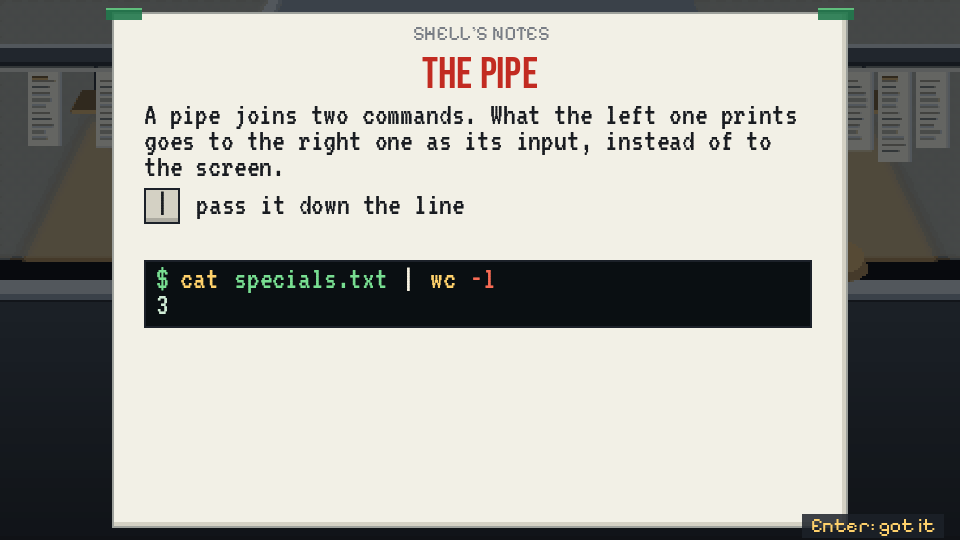 SHELL'S NOTES
THE PIPE
A pipe joins two commands. What the left one prints
goes to the right one as its input, instead of to
the screen.
| pass it down the line
$ cat specials.txt | wc -l
3
Enter: got it